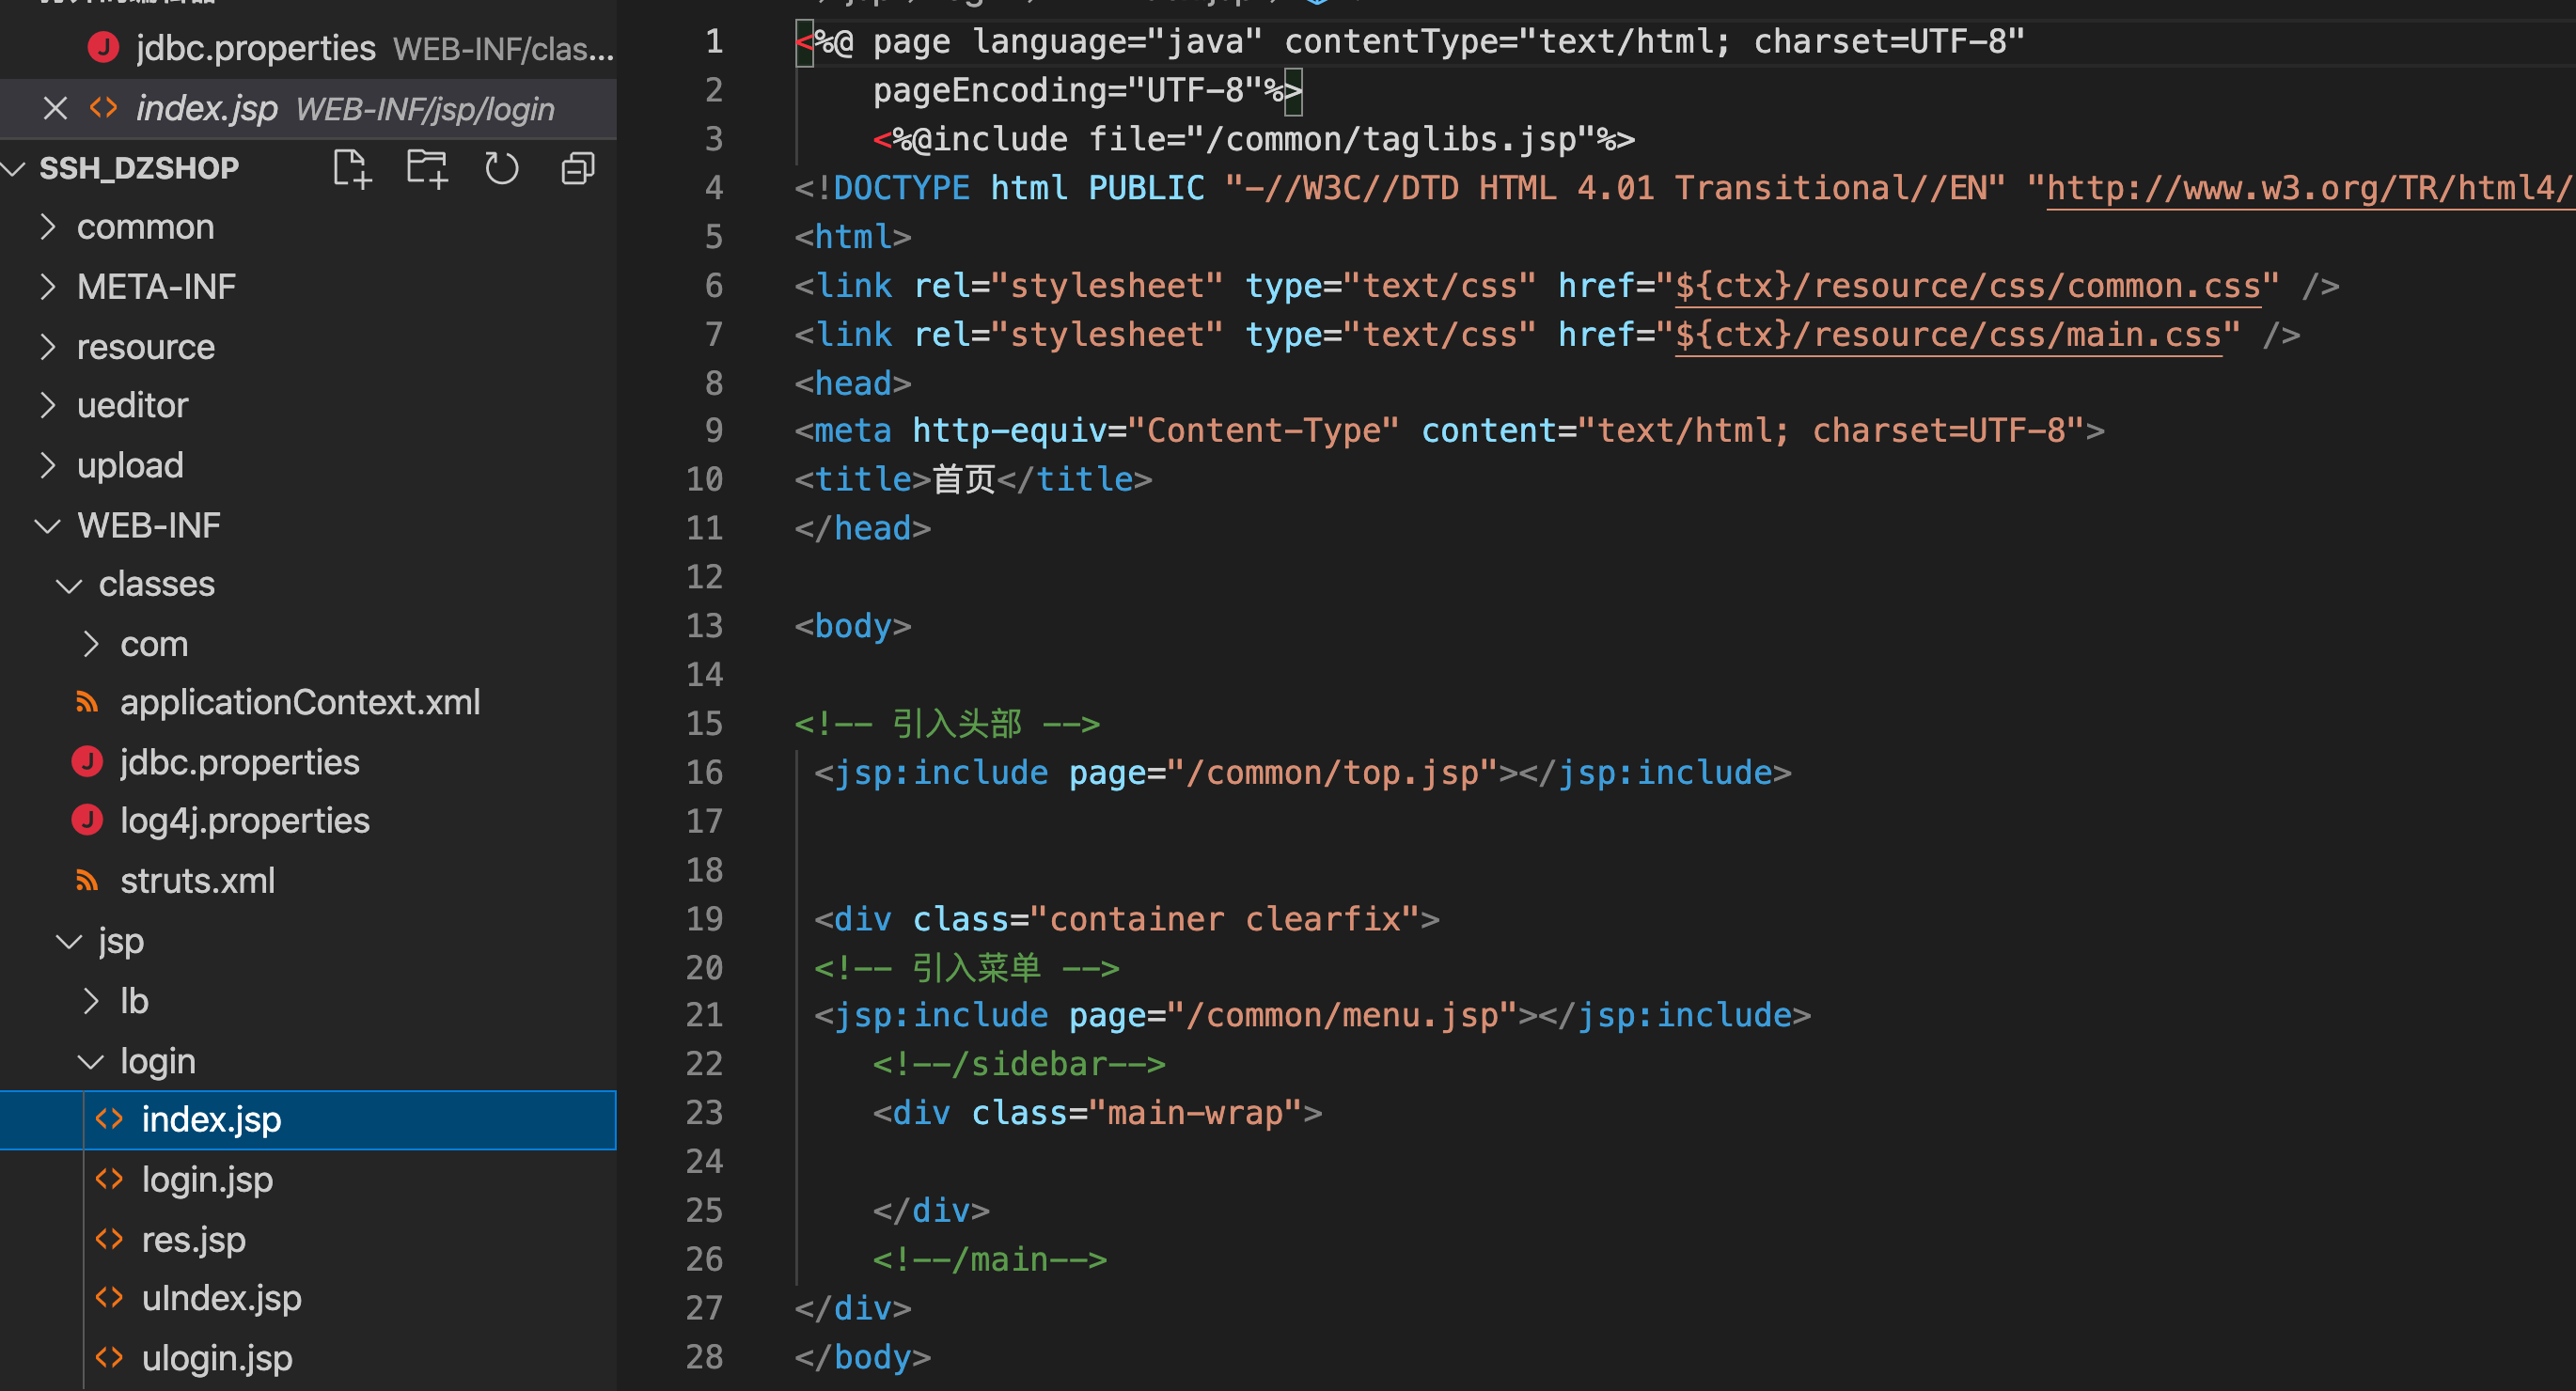 jdbc.properties WEB-INF/clas...
index.jsp WEB-INF/jsp/login
SSH_DZSHOP
common
META-INF
resource
ueditor
upload
WEB-INF
classes
com
applicationContext.xml
jdbc.properties
log4j.properties
struts.xml
jsp
lb
login
index.jsp
login.jsp
res.jsp
uIndex.jsp
ulogin.jsp
1 <%@ page language="java" contentType="text/html; charset=UTF-8"
2 pageEncoding="UTF-8"%>
3 <%@include file="/common/taglibs.jsp"%>
4 <!DOCTYPE html PUBLIC "-//W3C//DTD HTML 4.01 Transitional//EN" "http://www.w3.org/TR/html4/
5 <html>
6 <link rel="stylesheet" type="text/css" href="${ctx}/resource/css/common.css" />
7 <link rel="stylesheet" type="text/css" href="${ctx}/resource/css/main.css" />
8 <head>
9 <meta http-equiv="Content-Type" content="text/html; charset=UTF-8">
10 <title>首页</title>
11 </head>
12
13 <body>
14
15 <!-- 引入头部 -->
16 <jsp:include page="/common/top.jsp"></jsp:include>
17
18
19 <div class="container clearfix">
20 <!-- 引入菜单 -->
21 <jsp:include page="/common/menu.jsp"></jsp:include>
22 <!--/sidebar-->
23 <div class="main-wrap">
24
25 </div>
26 <!--/main-->
27 </div>
28 </body>